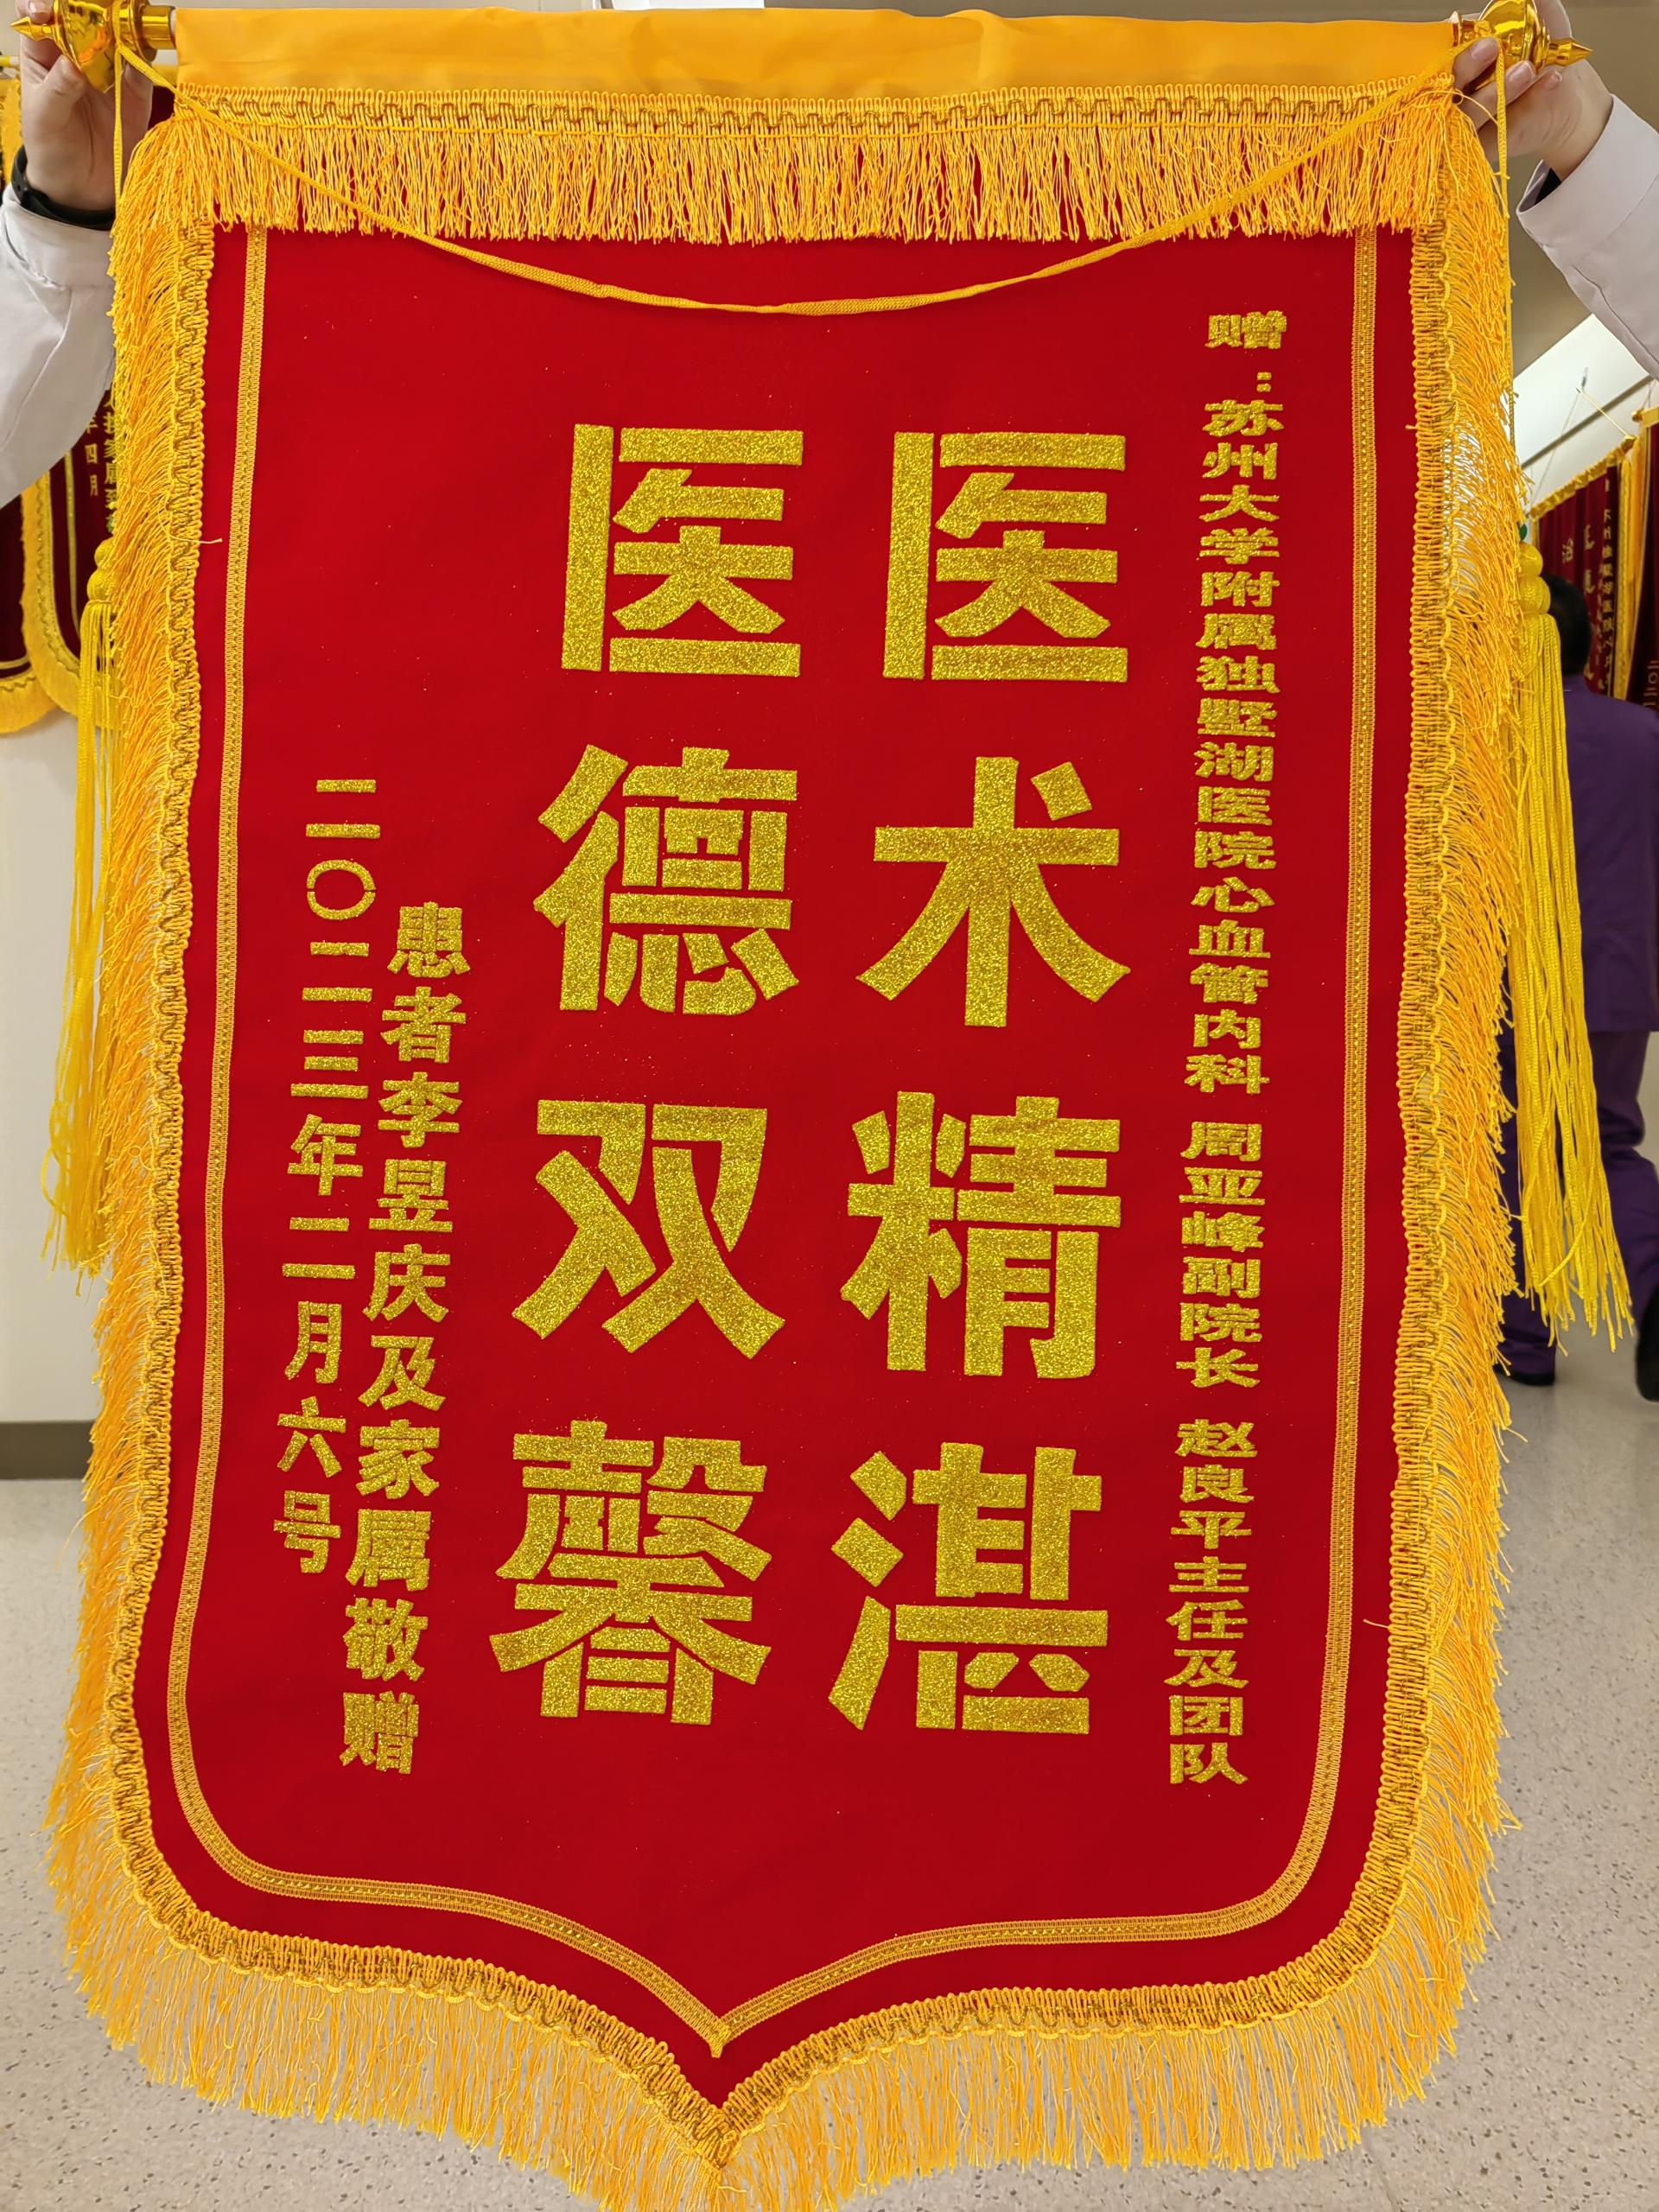 赠：苏州大学附属独墅湖医院心血管内科 周亚峰副院长 赵良平主任及团队
医术精湛
医德双馨
患者李昱庆及家属敬赠
二〇二三年二月六号